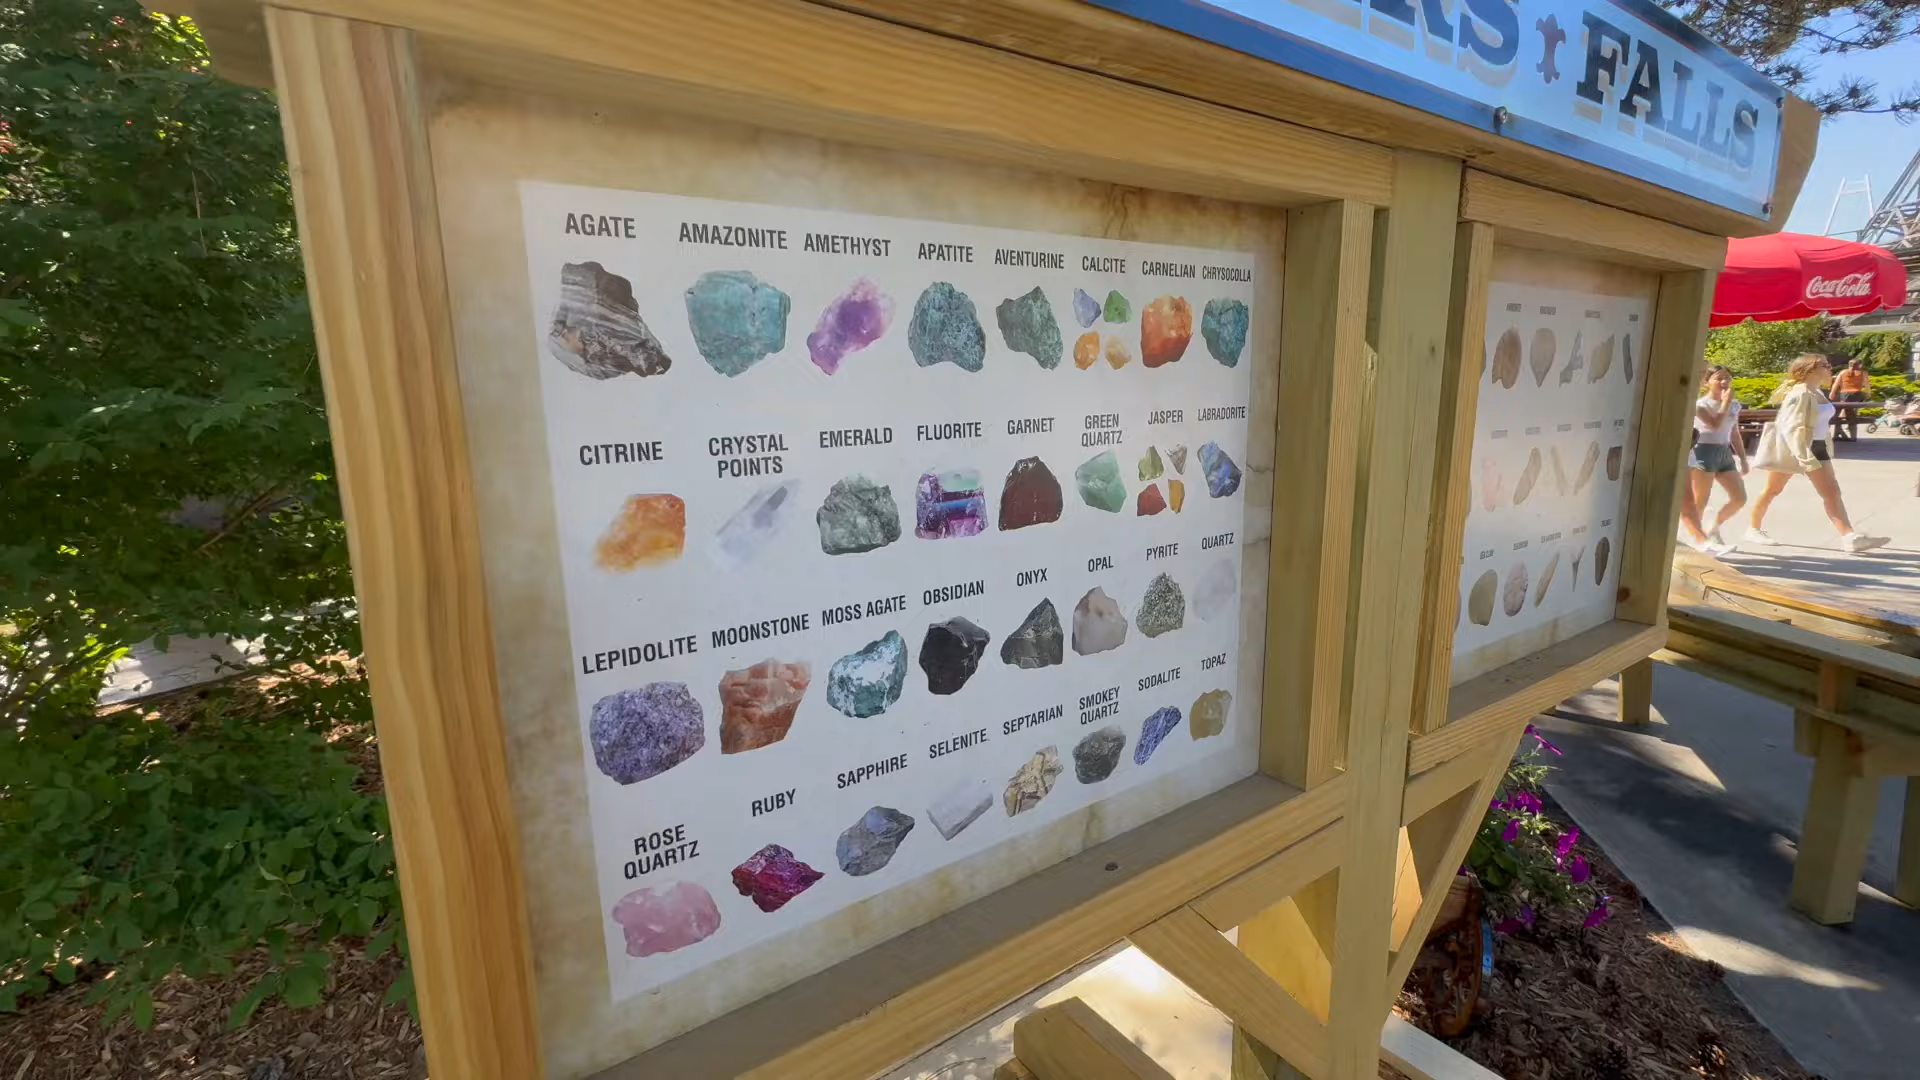 KS FALLS
Coca-Cola
AGATE AMAZONITE AMETHYST APATITE AVENTURINE CALCITE CARNELIAN CHRYSOCOLLA
CITRINE CRYSTAL POINTS EMERALD FLUORITE GARNET GREEN QUARTZ JASPER LABRADORITE
LEPIDOLITE MOONSTONE MOSS AGATE OBSIDIAN ONYX OPAL PYRITE QUARTZ
ROSE QUARTZ RUBY SAPPHIRE SELENITE SEPTARIAN SMOKEY QUARTZ SODALITE TOPAZ